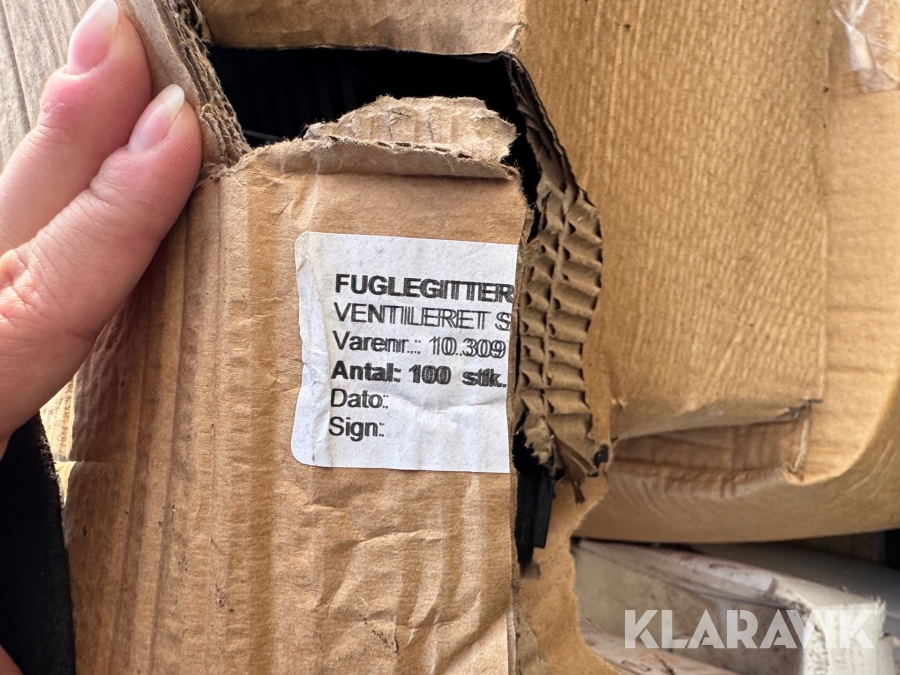 FUGLEGITTER
VENTILERET S
Varenr.: 10.309
Antal: 100 stk.
Dato:
Sign:
KLARAVIK